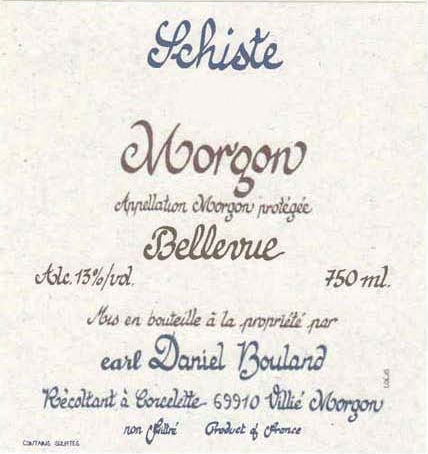 Schiste
Morgon
Appellation Morgon protégée
Bellevue
Alc. 13%/vol. 750 ml.
Mis en bouteille à la propriété par
earl Daniel Bouland
Récoltant à Corcelette 69910 Villié Morgon
non filtré Product of France
CONTAINS SULFITES